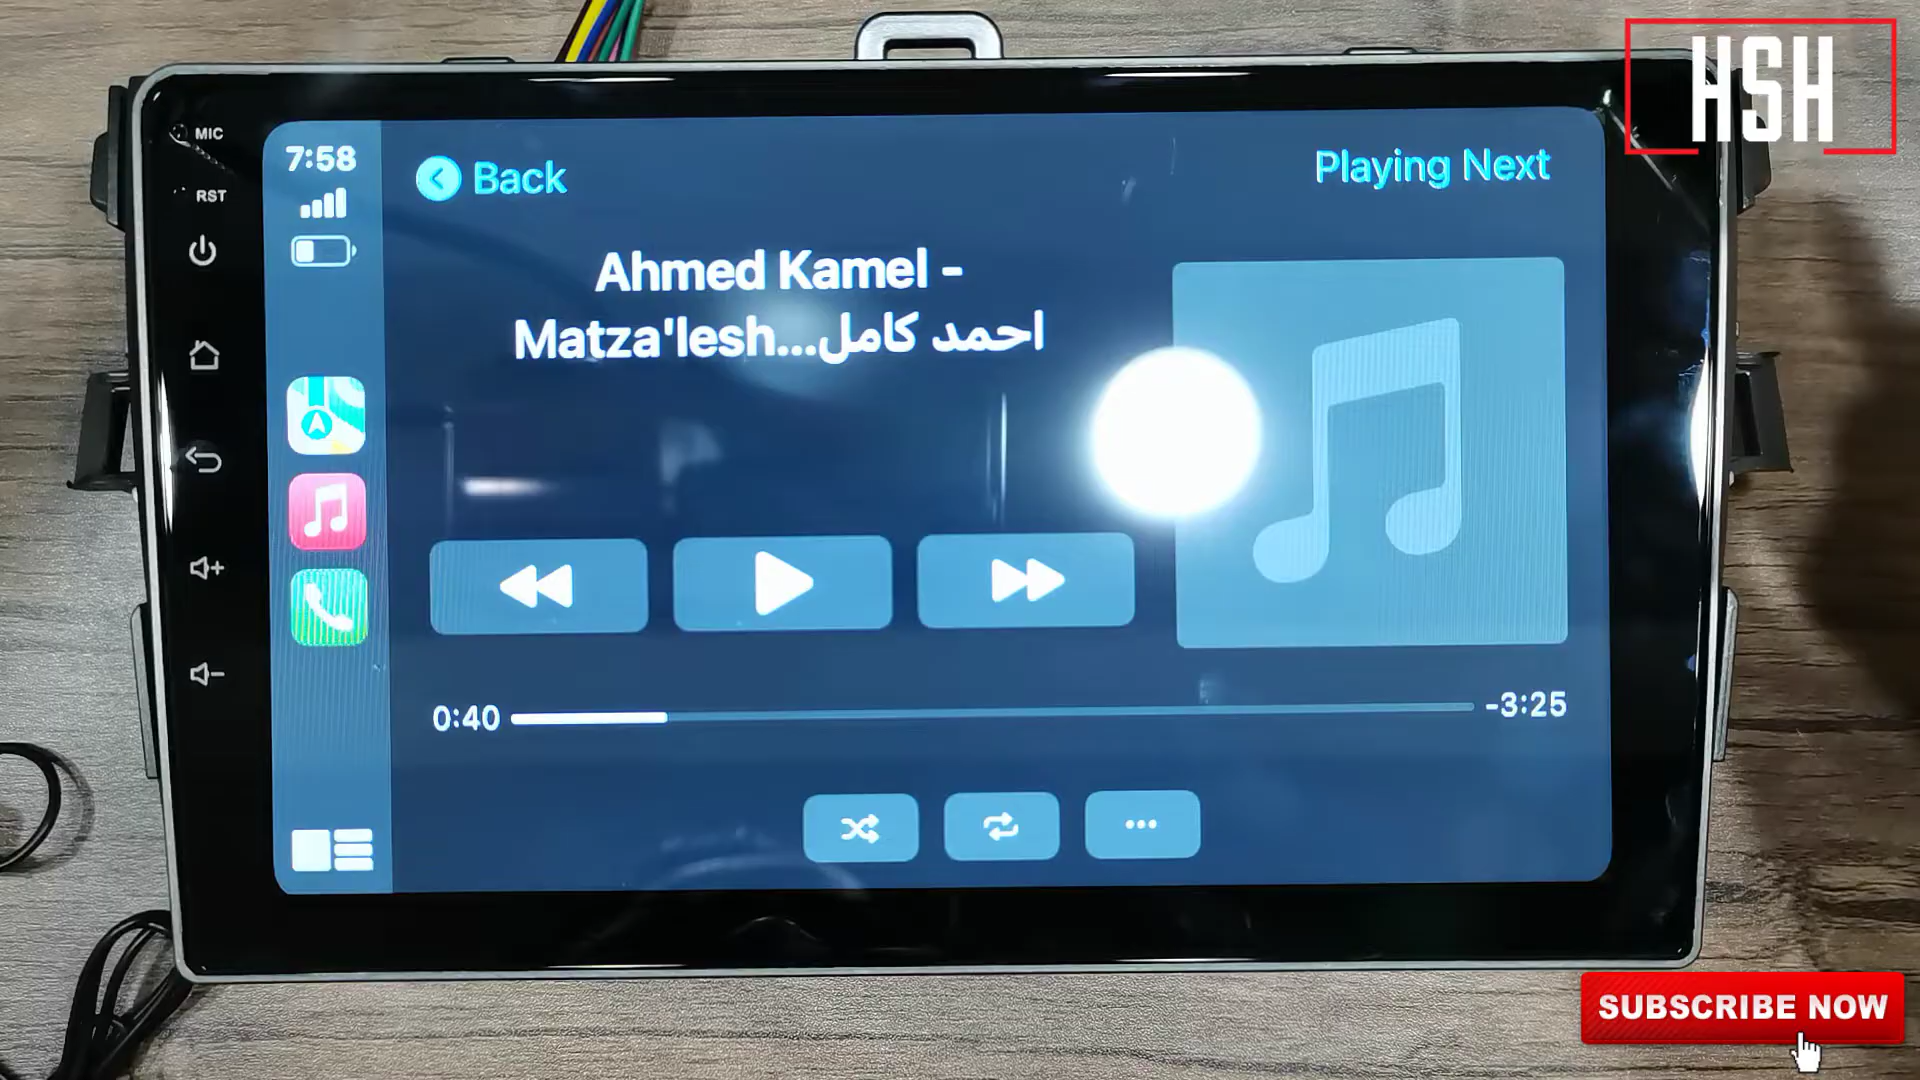 HSH
MIC
RST
7:58
Back
Playing Next
Ahmed Kamel -
Matza'lesh...احمد كامل
0:40
-3:25
SUBSCRIBE NOW